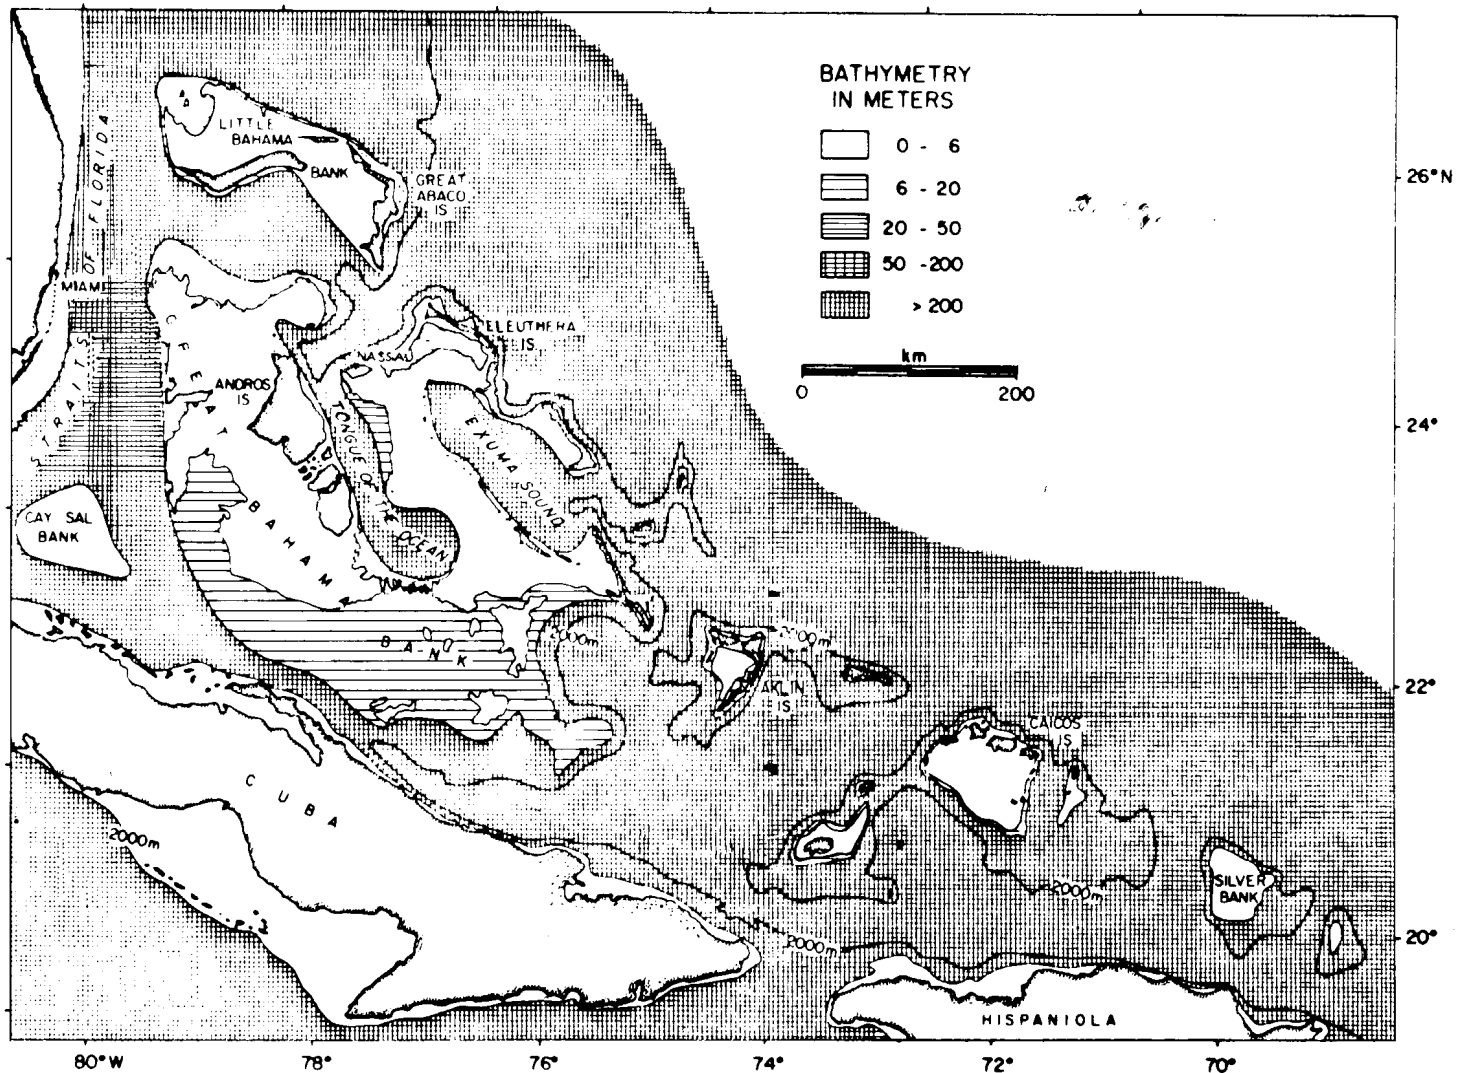 BATHYMETRY
IN METERS
0 - 6
6 - 20
20 - 50
50 -200
> 200
km
0 200
26° N
24°
22°
20°
80° W
78°
76°
74°
72°
70°
STRAITS OF FLORIDA
MIAMI
LITTLE
BAHAMA
BANK
GREAT
ABACO
IS
ELEUTHERA
IS.
NASSAU
ANDROS
IS
GREAT BAHAMA BANK
TONGUE OF THE OCEAN
EXUMA SOUND
CAY SAL
BANK
2000m
2000m
AKLIN
IS
CAICOS
IS
CUBA
2000m
2000m
SILVER
BANK
2000m
HISPANIOLA